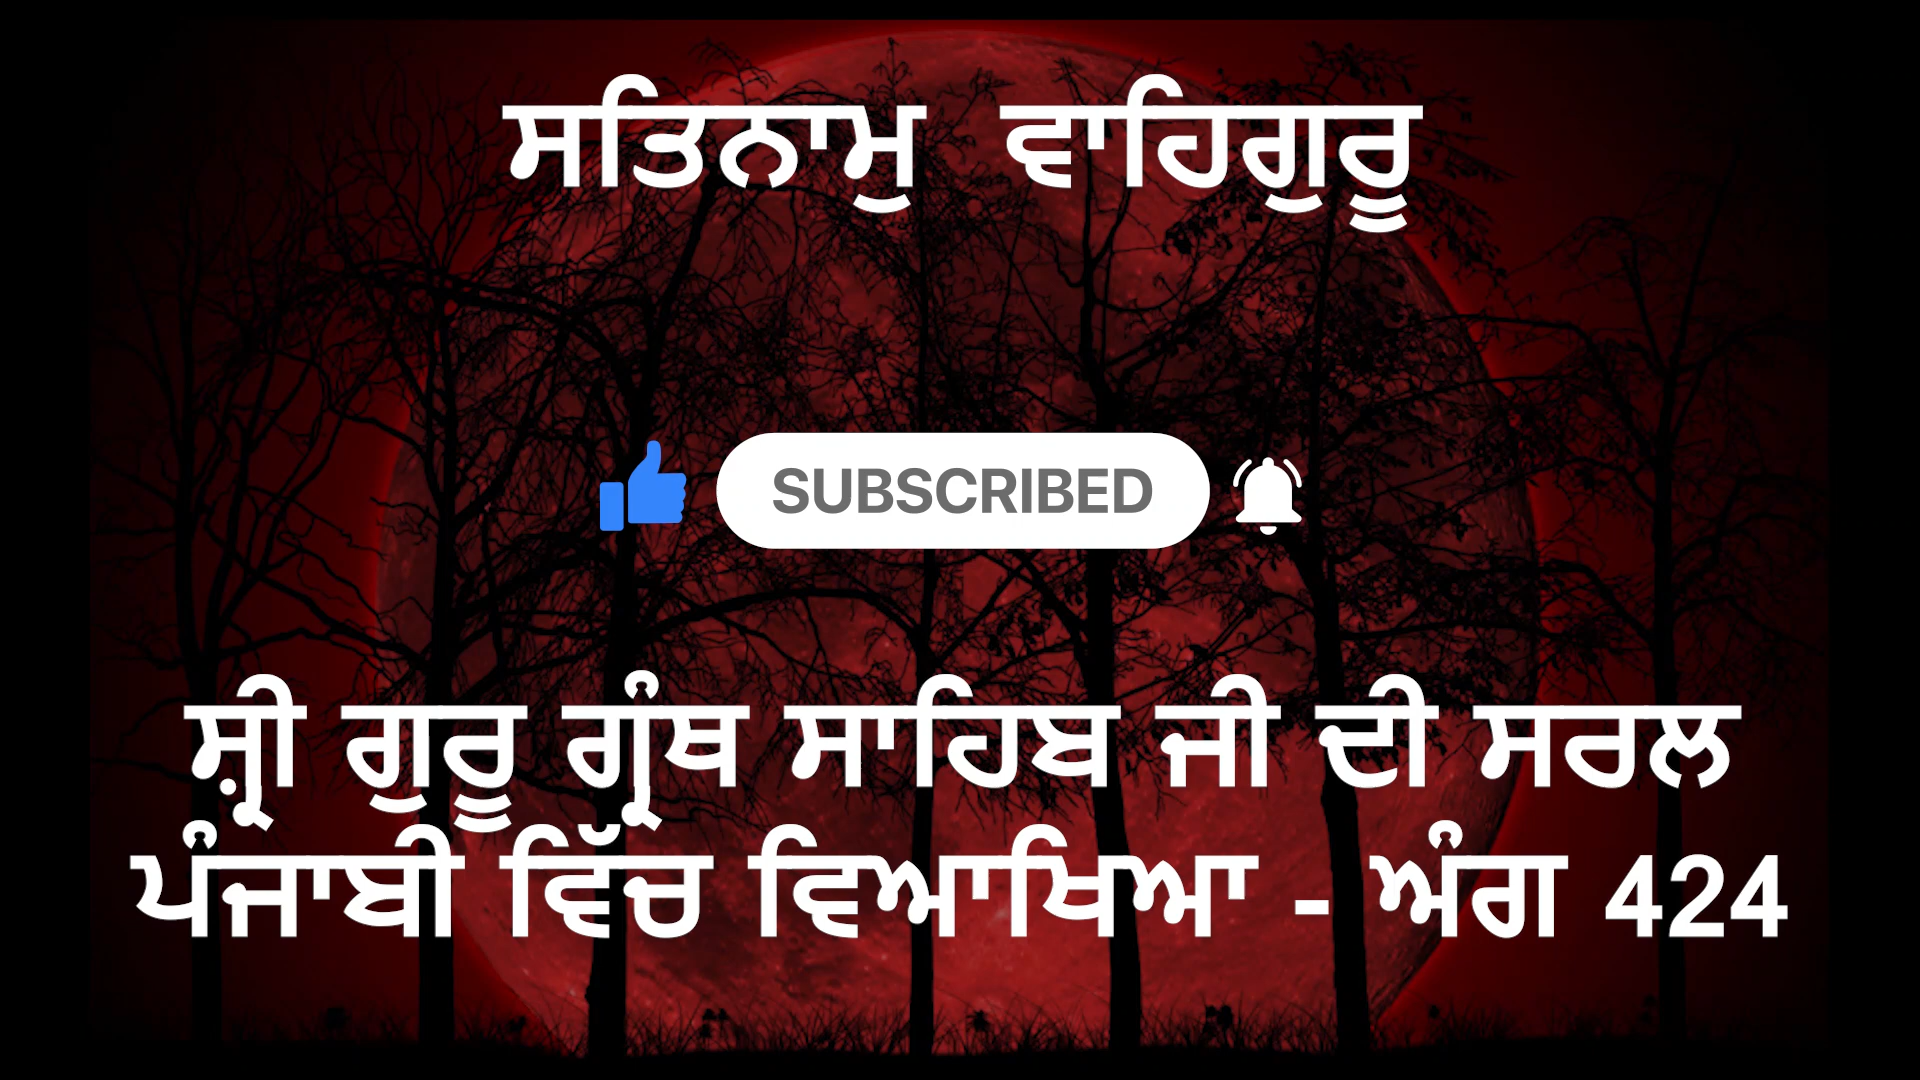 ਸਤਿਨਾਮੁ ਵਾਹਿਗੁਰੂ
SUBSCRIBED
ਸ਼੍ਰੀ ਗੁਰੂ ਗ੍ਰੰਥ ਸਾਹਿਬ ਜੀ ਦੀ ਸਰਲ
ਪੰਜਾਬੀ ਵਿੱਚ ਵਿਆਖਿਆ - ਅੰਗ 424